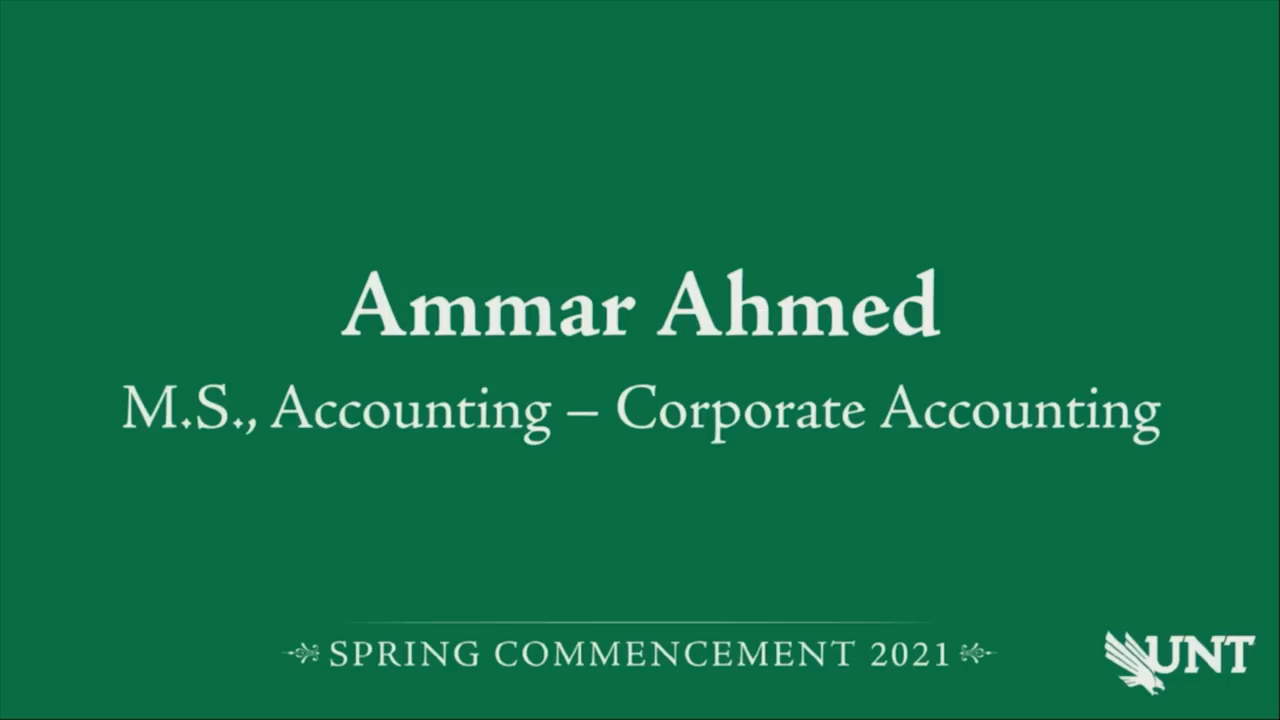 Ammar Ahmed
M.S., Accounting – Corporate Accounting
SPRING COMMENCEMENT 2021
UNT